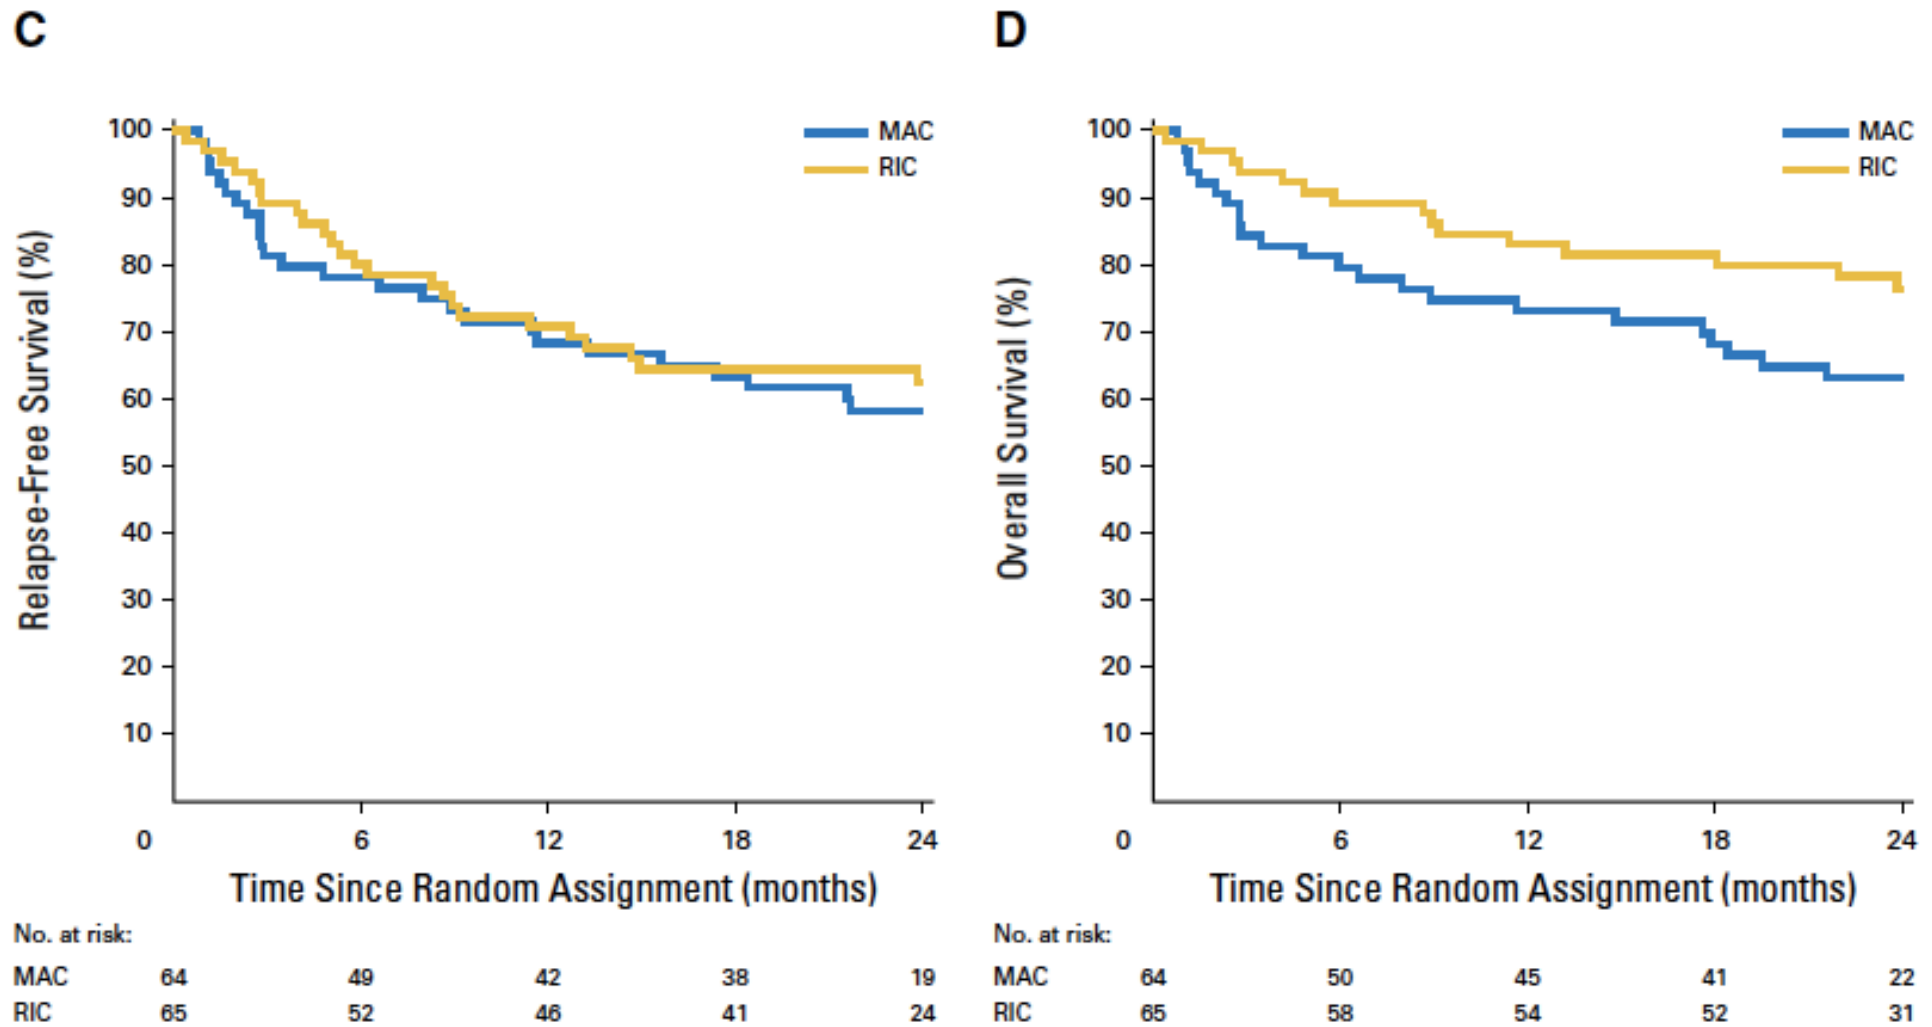 C
100
90
80
70
60
50
40
30
20
10
0
6
12
18
24
Relapse-Free Survival (%)
MAC
RIC
Time Since Random Assignment (months)
No. at risk:
MAC 64 49 42 38 19
RIC 65 52 46 41 24
D
100
90
80
70
60
50
40
30
20
10
0
6
12
18
24
Overall Survival (%)
MAC
RIC
Time Since Random Assignment (months)
No. at risk:
MAC 64 50 45 41 22
RIC 65 58 54 52 31